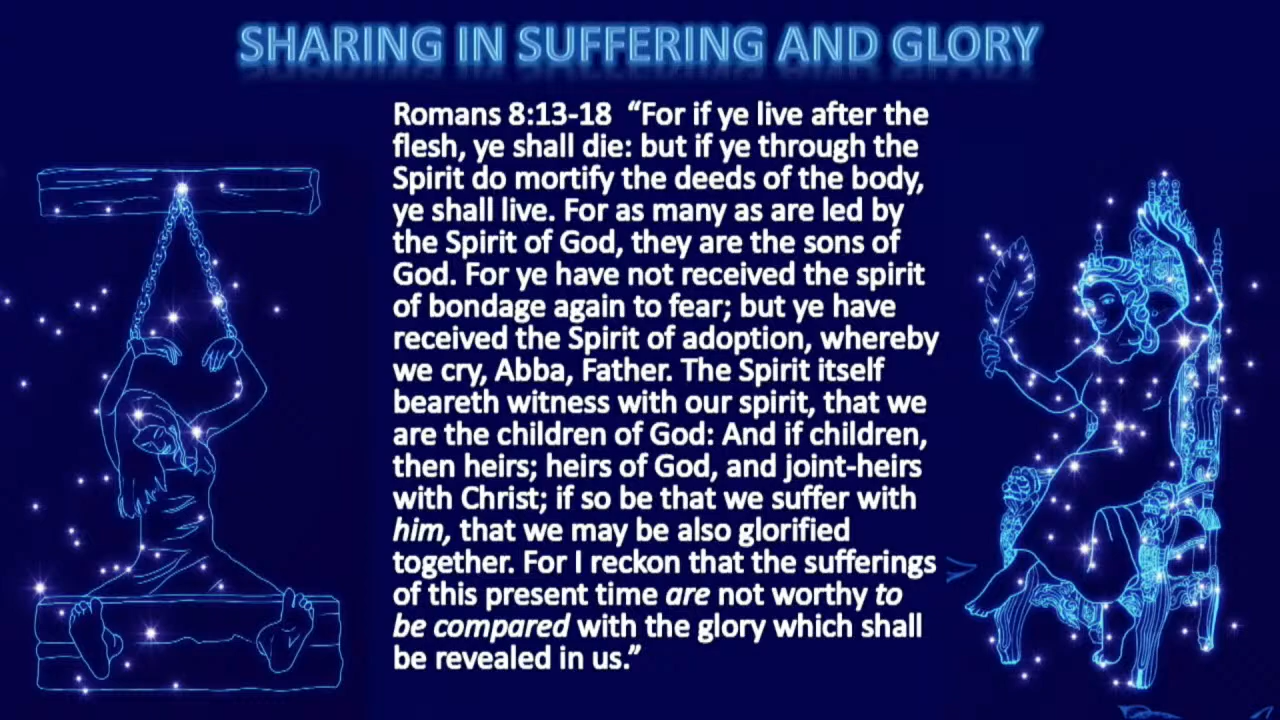 SHARING IN SUFFERING AND GLORY
Romans 8:13-18 “For if ye live after the
flesh, ye shall die: but if ye through the
Spirit do mortify the deeds of the body,
ye shall live. For as many as are led by
the Spirit of God, they are the sons of
God. For ye have not received the spirit
of bondage again to fear; but ye have
received the Spirit of adoption, whereby
we cry, Abba, Father. The Spirit itself
beareth witness with our spirit, that we
are the children of God: And if children,
then heirs; heirs of God, and joint-heirs
with Christ; if so be that we suffer with
him, that we may be also glorified
together. For I reckon that the sufferings
of this present time are not worthy to
be compared with the glory which shall
be revealed in us.”